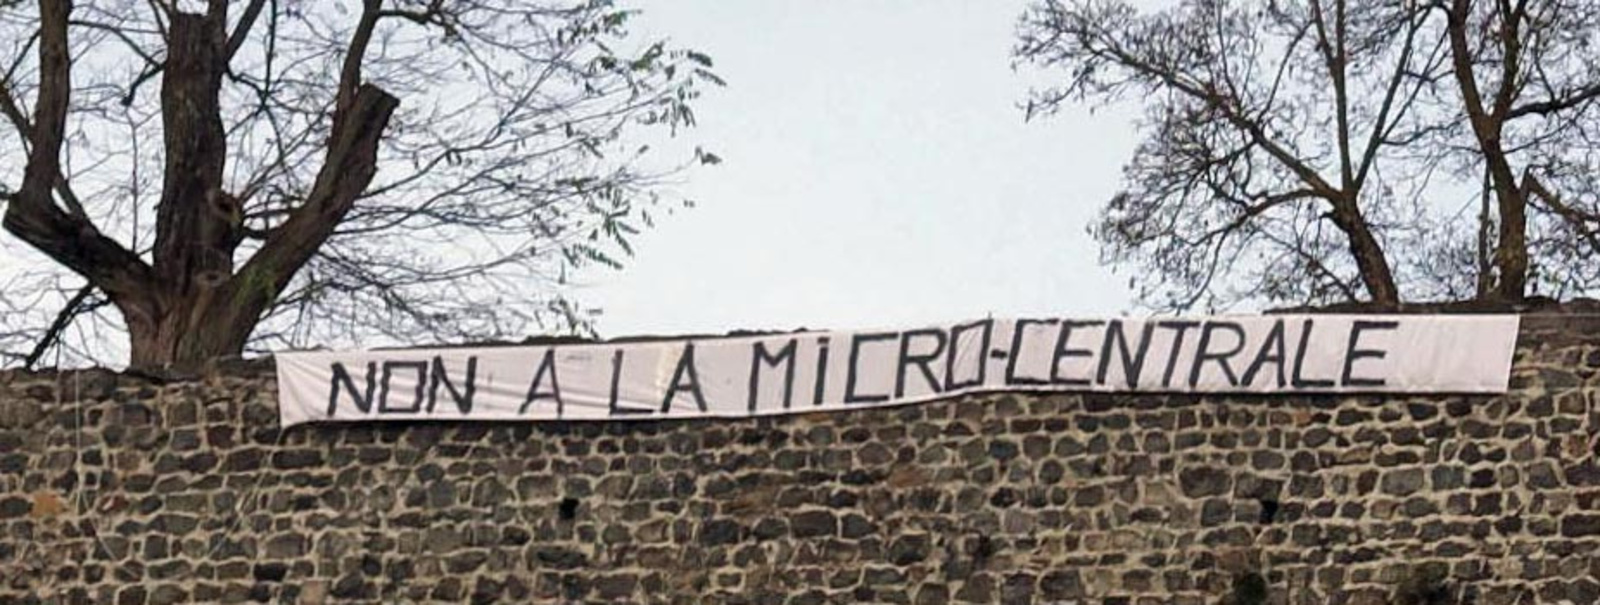 NON A LA MiCRO-CENTRALE